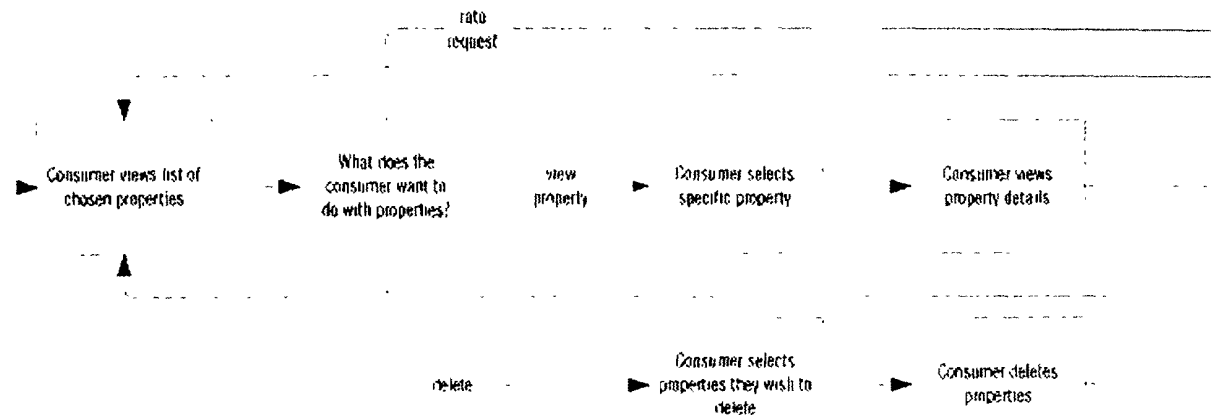 rate
request
Consumer views list of
chosen properties
What does the
consumer want to
do with properties?
view
property
Consumer selects
specific property
Consumer views
property details
delete
Consumer selects
properties they wish to
delete
Consumer deletes
properties